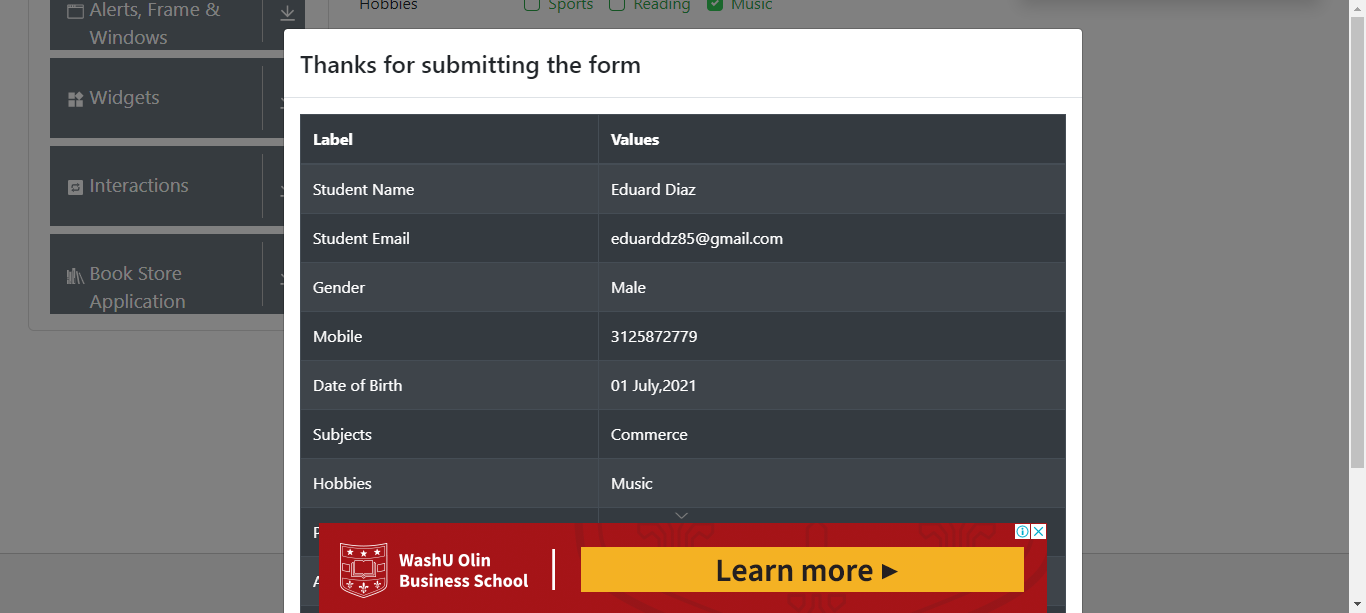 Alerts, Frame &
Windows
Widgets
Interactions
Book Store
Application
Hobbies Sports Reading Music
Thanks for submitting the form
Label Values
Student Name Eduard Diaz
Student Email eduarddz85@gmail.com
Gender Male
Mobile 3125872779
Date of Birth 01 July,2021
Subjects Commerce
Hobbies Music
WashU Olin
Business School
Learn more ►